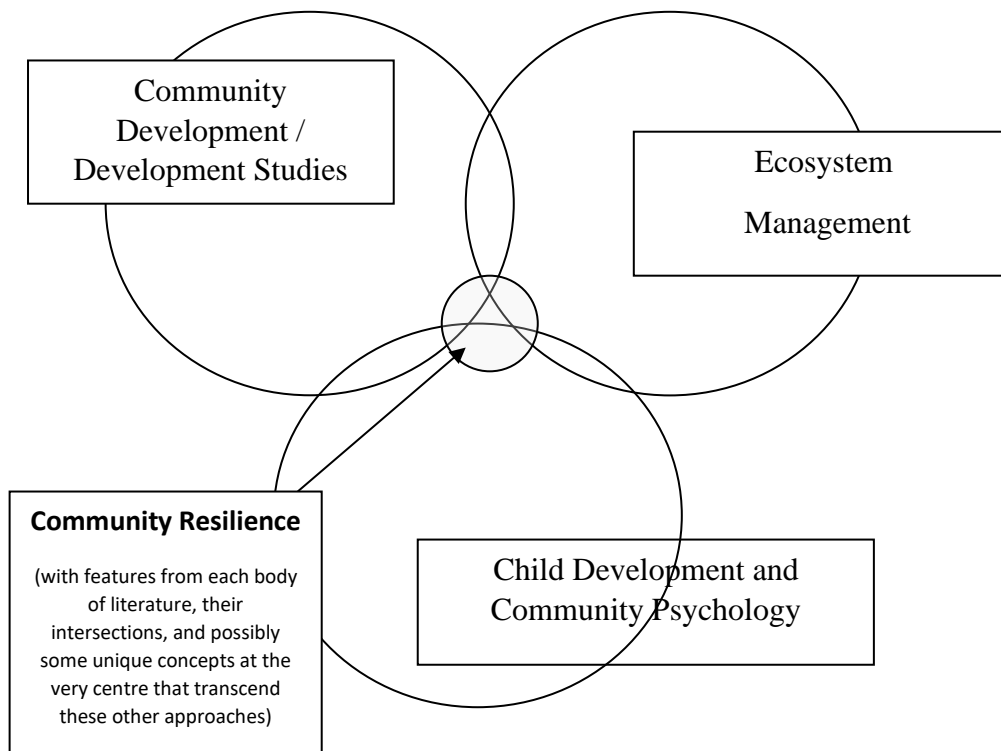 Community
Development /
Development Studies
Ecosystem
Management
Community Resilience
(with features from each body
of literature, their
intersections, and possibly
some unique concepts at the
very centre that transcend
these other approaches)
Child Development and
Community Psychology